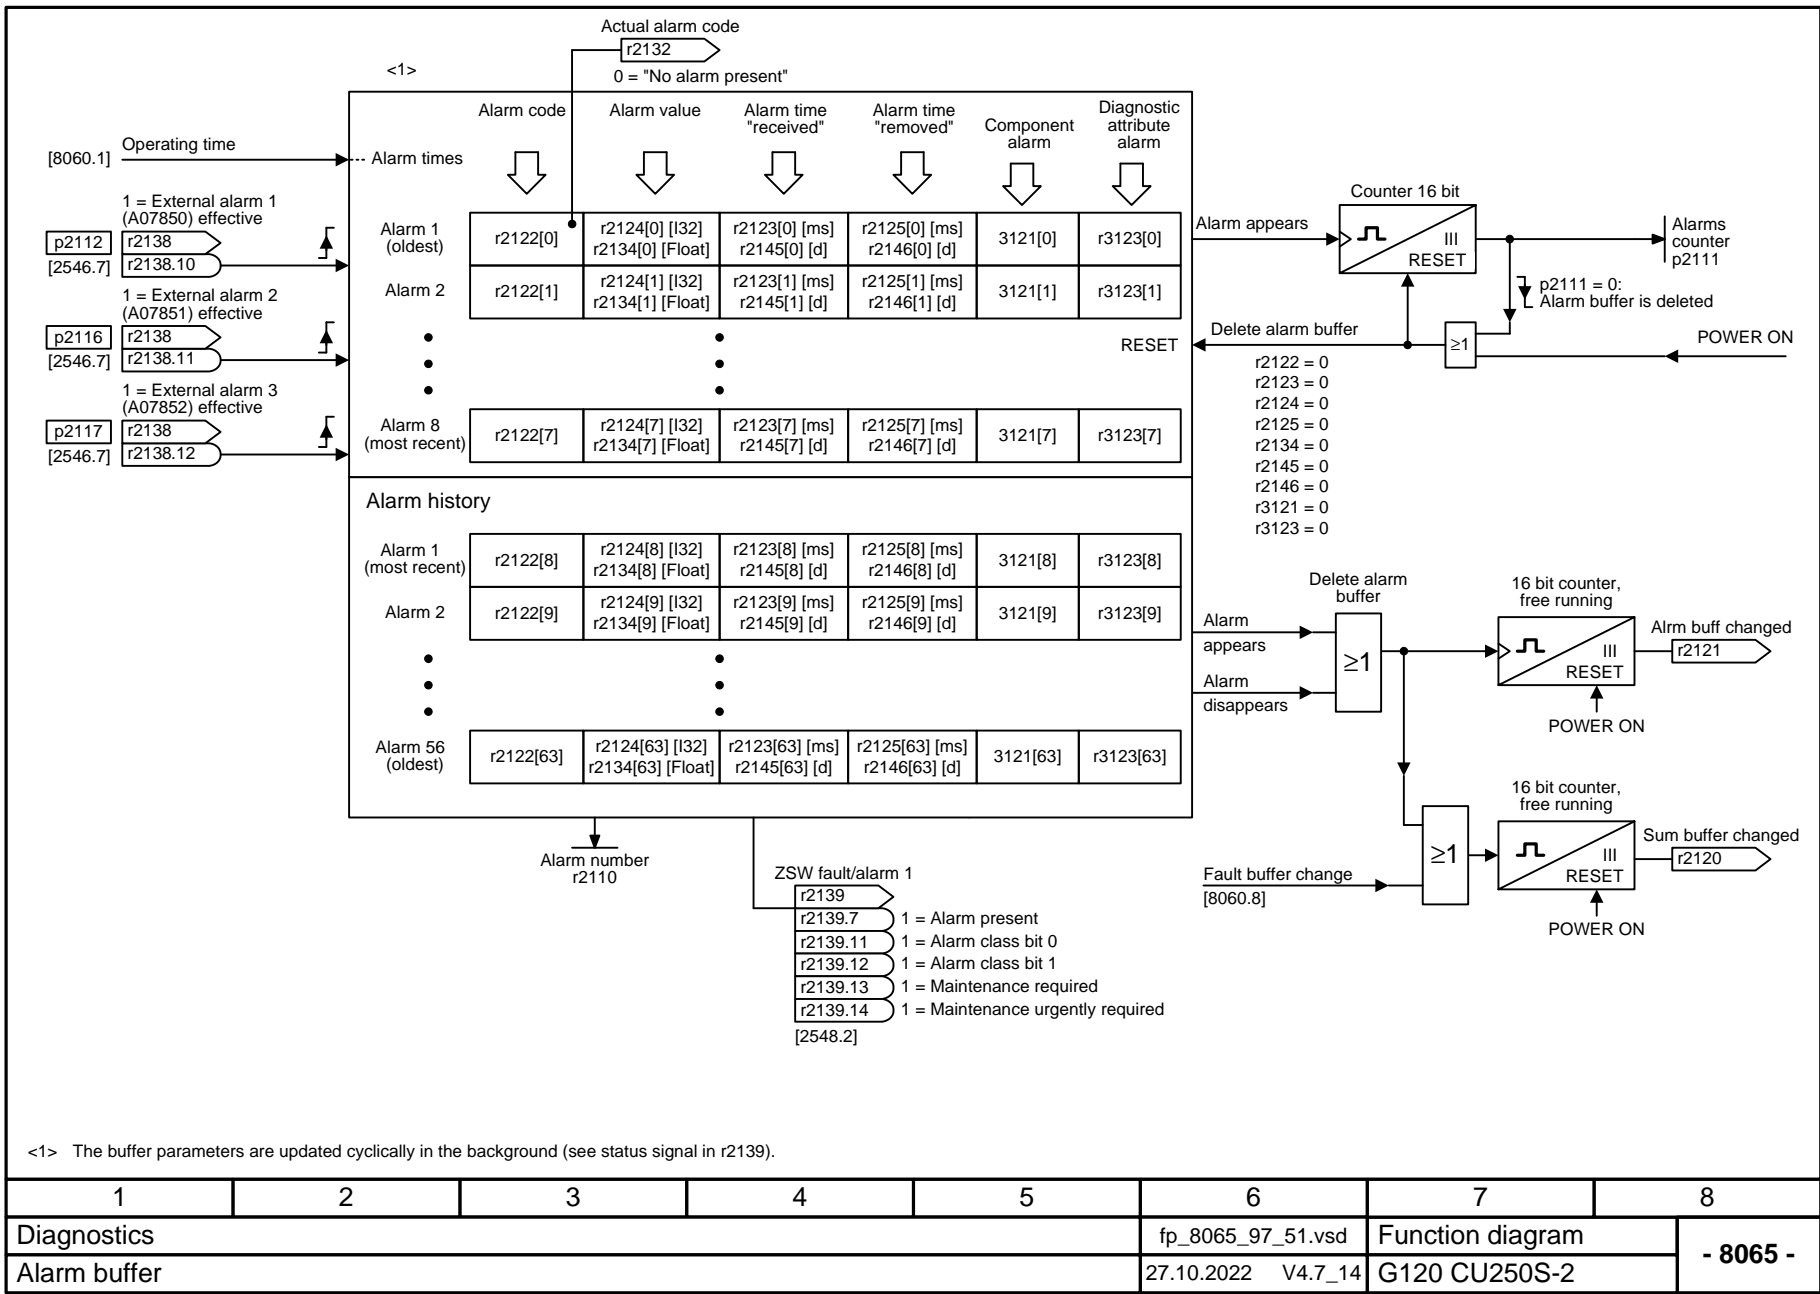 Actual alarm code
r2132
0 = "No alarm present"
<1>
Alarm code
Alarm value
Alarm time
"received"
Alarm time
"removed"
Component
alarm
Diagnostic
attribute
alarm
[8060.1]
Operating time
Alarm times
1 = External alarm 1
(A07850) effective
p2112
r2138
[2546.7]
r2138.10
1 = External alarm 2
(A07851) effective
p2116
r2138
[2546.7]
r2138.11
1 = External alarm 3
(A07852) effective
p2117
r2138
[2546.7]
r2138.12
Alarm 1
(oldest)
r2122[0]
r2124[0] [I32]
r2134[0] [Float]
r2123[0] [ms]
r2145[0] [d]
r2125[0] [ms]
r2146[0] [d]
3121[0]
r3123[0]
Alarm 2
r2122[1]
r2124[1] [I32]
r2134[1] [Float]
r2123[1] [ms]
r2145[1] [d]
r2125[1] [ms]
r2146[1] [d]
3121[1]
r3123[1]
RESET
Alarm 8
(most recent)
r2122[7]
r2124[7] [I32]
r2134[7] [Float]
r2123[7] [ms]
r2145[7] [d]
r2125[7] [ms]
r2146[7] [d]
3121[7]
r3123[7]
Alarm appears
Counter 16 bit
III
RESET
Alarms
counter
p2111
p2111 = 0:
Alarm buffer is deleted
Delete alarm buffer
≥1
POWER ON
r2122 = 0
r2123 = 0
r2124 = 0
r2125 = 0
r2134 = 0
r2145 = 0
r2146 = 0
r3121 = 0
r3123 = 0
Alarm history
Alarm 1
(most recent)
r2122[8]
r2124[8] [I32]
r2134[8] [Float]
r2123[8] [ms]
r2145[8] [d]
r2125[8] [ms]
r2146[8] [d]
3121[8]
r3123[8]
Alarm 2
r2122[9]
r2124[9] [I32]
r2134[9] [Float]
r2123[9] [ms]
r2145[9] [d]
r2125[9] [ms]
r2146[9] [d]
3121[9]
r3123[9]
Alarm 56
(oldest)
r2122[63]
r2124[63] [I32]
r2134[63] [Float]
r2123[63] [ms]
r2145[63] [d]
r2125[63] [ms]
r2146[63] [d]
3121[63]
r3123[63]
Delete alarm
buffer
Alarm
appears
Alarm
disappears
≥1
16 bit counter,
free running
III
RESET
POWER ON
Alrm buff changed
r2121
16 bit counter,
free running
≥1
III
RESET
POWER ON
Sum buffer changed
r2120
Fault buffer change
[8060.8]
Alarm number
r2110
ZSW fault/alarm 1
r2139
r2139.7
1 = Alarm present
r2139.11
1 = Alarm class bit 0
r2139.12
1 = Alarm class bit 1
r2139.13
1 = Maintenance required
r2139.14
1 = Maintenance urgently required
[2548.2]
<1> The buffer parameters are updated cyclically in the background (see status signal in r2139).
1 2 3 4 5 6 7 8
Diagnostics
fp_8065_97_51.vsd
Function diagram
- 8065 -
Alarm buffer
27.10.2022 V4.7_14
G120 CU250S-2